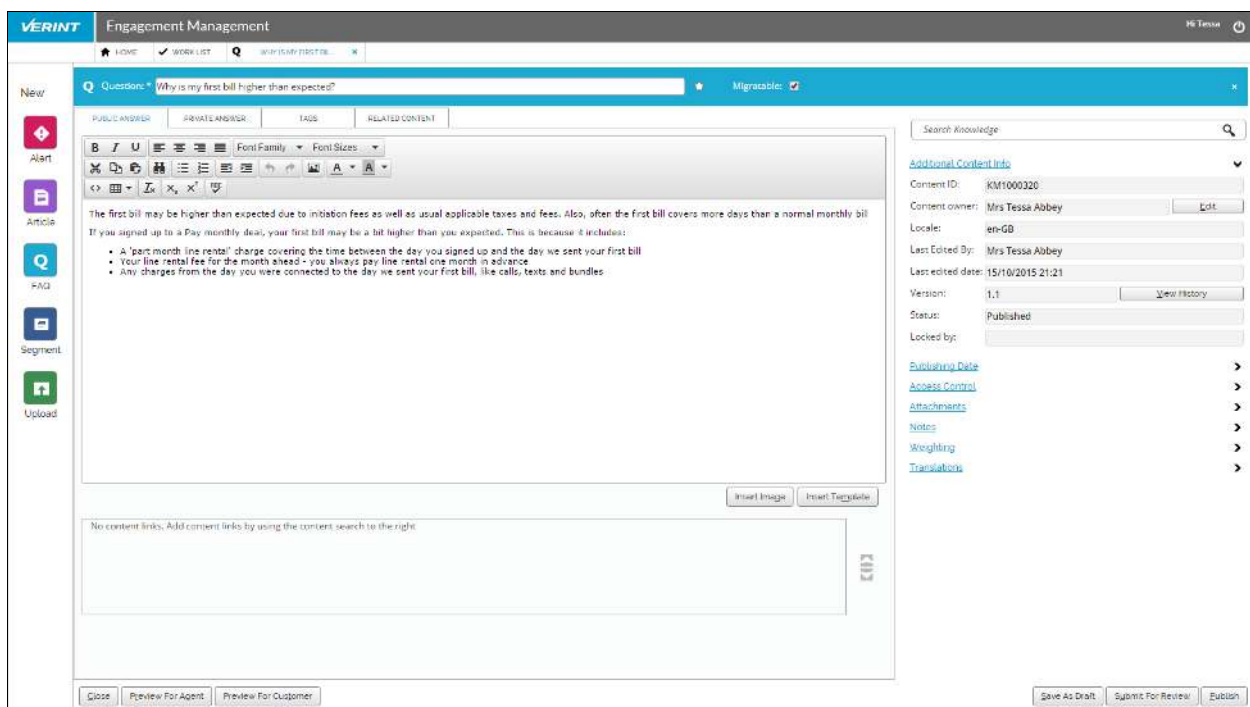 VERINT
Engagement Management
Hi Tessa
HOME
WORK LIST
Q
WHY IS MY FIRST BIL...
New
Alert
Article
Q
FAQ
Segment
Upload
Q Question: * Why is my first bill higher than expected?
Migratable:
PUBLIC ANSWER
PRIVATE ANSWER
TAGS
RELATED CONTENT
B I U Font Family Font Sizes
A A
The first bill may be higher than expected due to initiation fees as well as usual applicable taxes and fees. Also, often the first bill covers more days than a normal monthly bill
If you signed up to a Pay monthly deal, your first bill may be a bit higher than you expected. This is because it includes:
• A 'part month line rental' charge covering the time between the day you signed up and the day we sent your first bill
• Your line rental fee for the month ahead - you always pay line rental one month in advance
• Any charges from the day you were connected to the day we sent your first bill, like calls, texts and bundles
Insert Image
Insert Template
No content links. Add content links by using the content search to the right
Search Knowledge
Additional Content Info
Content ID: KM1000320
Content owner: Mrs Tessa Abbey Edit
Locale: en-GB
Last Edited By: Mrs Tessa Abbey
Last edited date: 15/10/2015 21:21
Version: 1.1 View History
Status: Published
Locked by:
Publishing Date
Access Control
Attachments
Notes
Weighting
Translations
Close
Preview For Agent
Preview For Customer
Save As Draft
Submit For Review
Publish